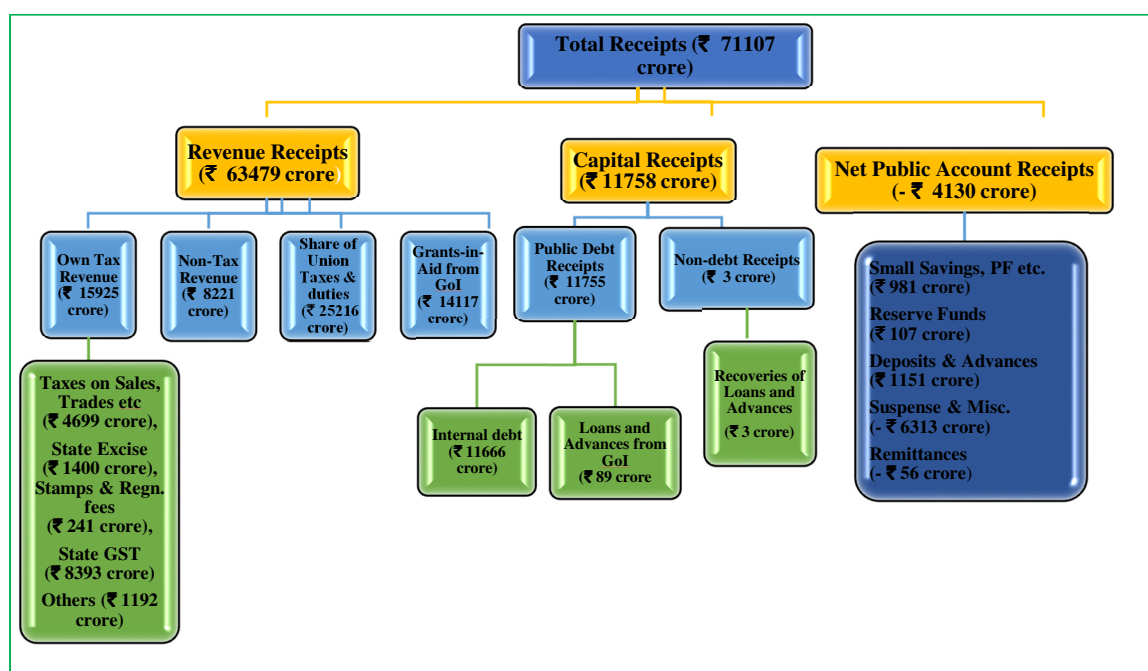 Total Receipts (₹ 71107
crore)
Revenue Receipts
(₹ 63479 crore)
Capital Receipts
(₹ 11758 crore)
Net Public Account Receipts
(- ₹ 4130 crore)
Own Tax
Revenue
(₹ 15925
crore)
Non-Tax
Revenue
(₹ 8221
crore)
Share of
Union
Taxes &
duties
(₹ 25216
crore)
Grants-in-
Aid from
GoI
(₹ 14117
crore)
Public Debt
Receipts
(₹ 11755
crore)
Non-debt Receipts
(₹ 3 crore)
Small Savings, PF etc.
(₹ 981 crore)
Reserve Funds
(₹ 107 crore)
Deposits & Advances
(₹ 1151 crore)
Suspense & Misc.
(- ₹ 6313 crore)
Remittances
(- ₹ 56 crore)
Taxes on Sales,
Trades etc
(₹ 4699 crore),
State Excise
(₹ 1400 crore),
Stamps & Regn.
fees
(₹ 241 crore),
State GST
(₹ 8393 crore)
Others (₹ 1192
crore)
Internal debt
(₹ 11666
crore)
Loans and
Advances from
GoI
(₹ 89 crore
Recoveries of
Loans and
Advances
(₹ 3 crore)